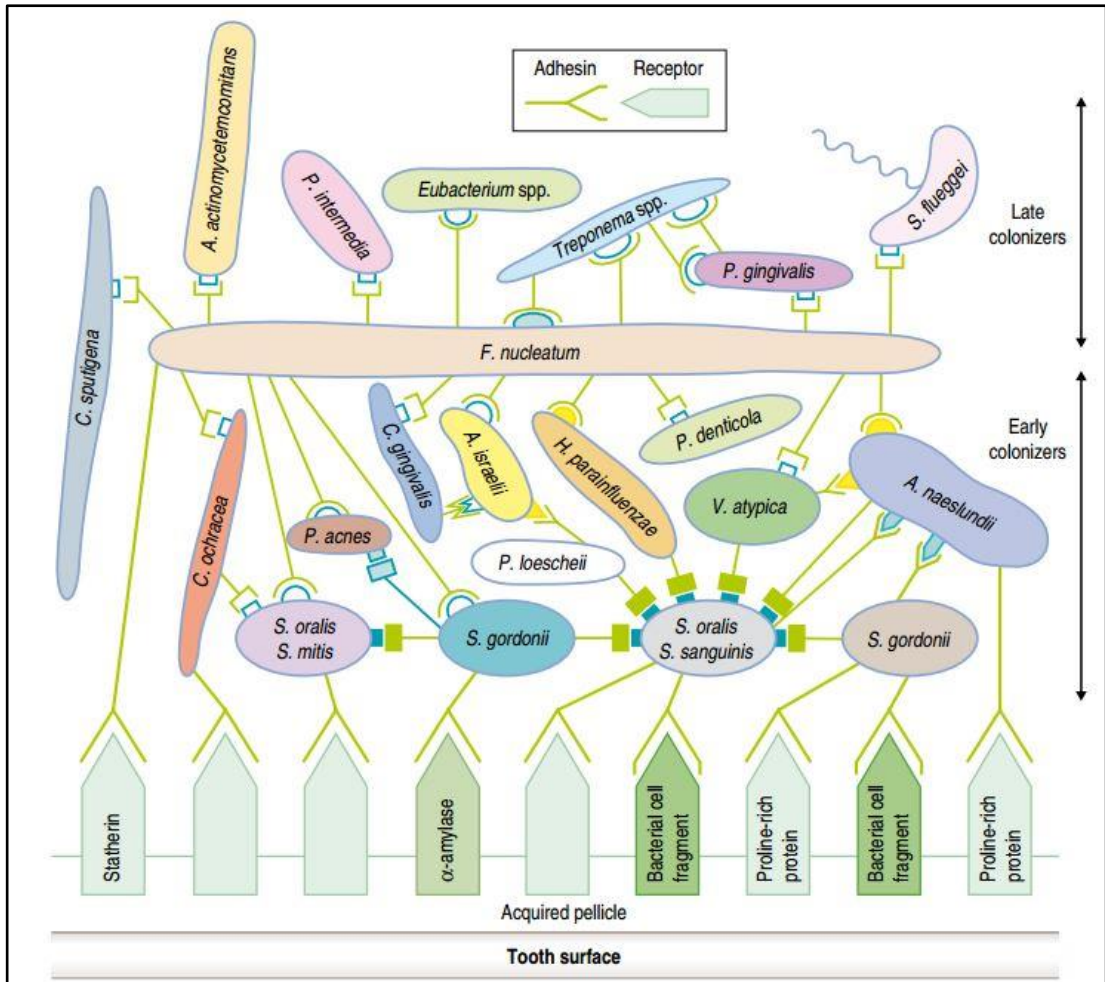 Adhesin
Receptor
A. actinomycetemcomitans
P. intermedia
Eubacterium spp.
Treponema spp.
S. flueggei
Late
colonizers
C. sputigena
P. gingivalis
F. nucleatum
C. ochracea
C. gingivalis
A. israelii
H. parainfluenzae
P. denticola
Early
colonizers
V. atypica
A. naeslundii
P. acnes
P. loescheii
S. oralis
S. mitis
S. gordonii
S. oralis
S. sanguinis
S. gordonii
Statherin
α-amylase
Bacterial cell
fragment
Proline-rich
protein
Bacterial cell
fragment
Proline-rich
protein
Acquired pellicle
Tooth surface